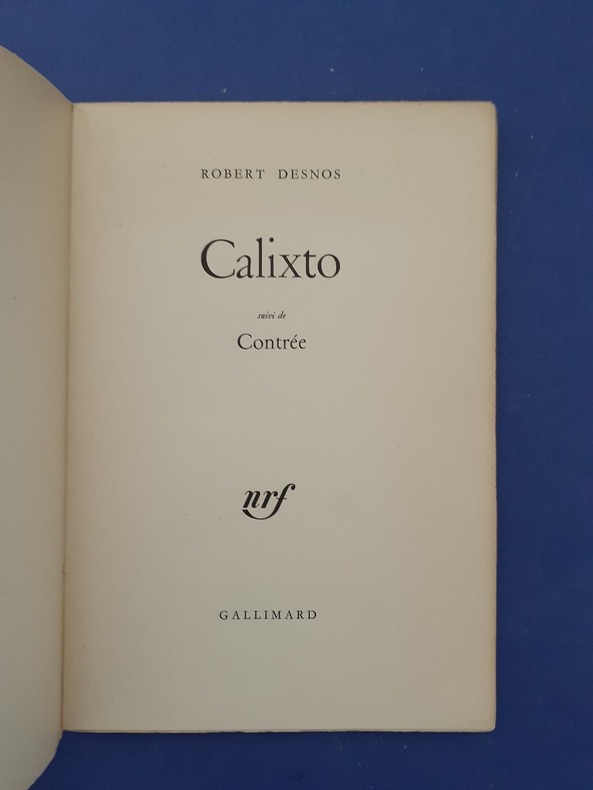 ROBERT DESNOS
Calixto
suivi de
Contrée
nrf
GALLIMARD